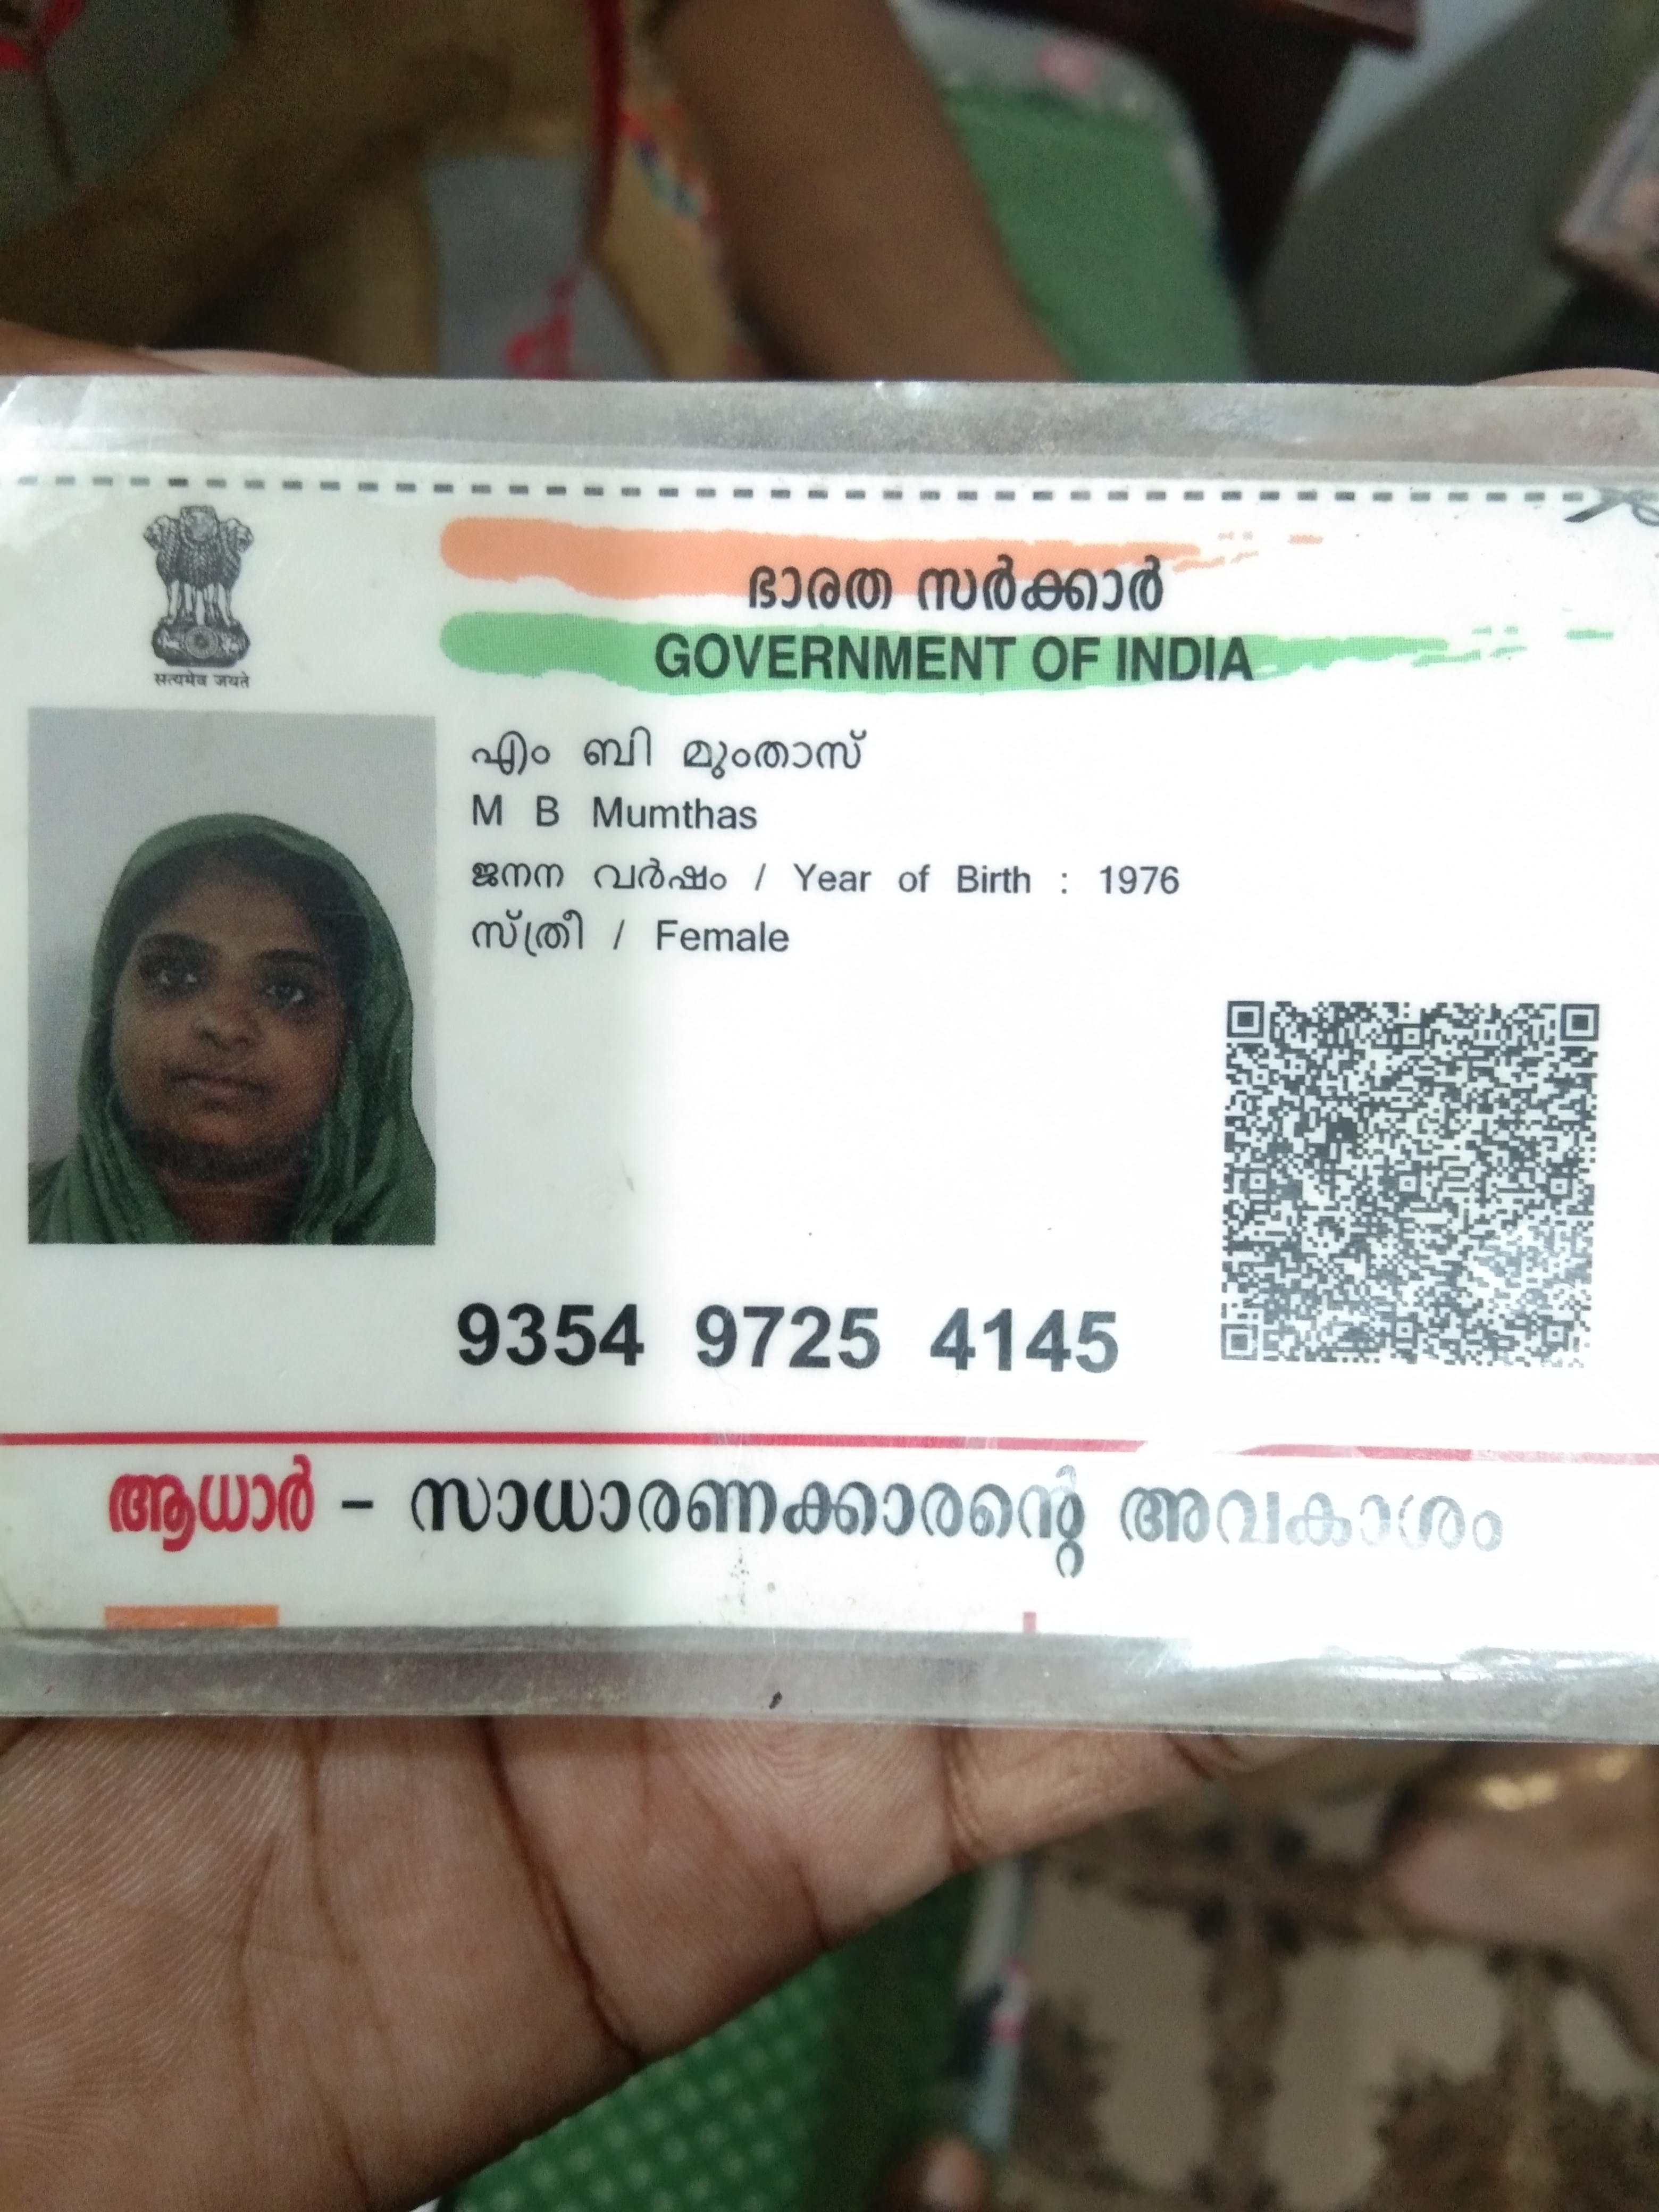 ഭാരത സർക്കാർ
GOVERNMENT OF INDIA
सत्यमेव जयते
എം ബി മുംതാസ്
M B Mumthas
ജനന വർഷം / Year of Birth : 1976
സ്ത്രീ / Female
9354 9725 4145
ആധാർ - സാധാരണക്കാരന്റെ അവകാശം